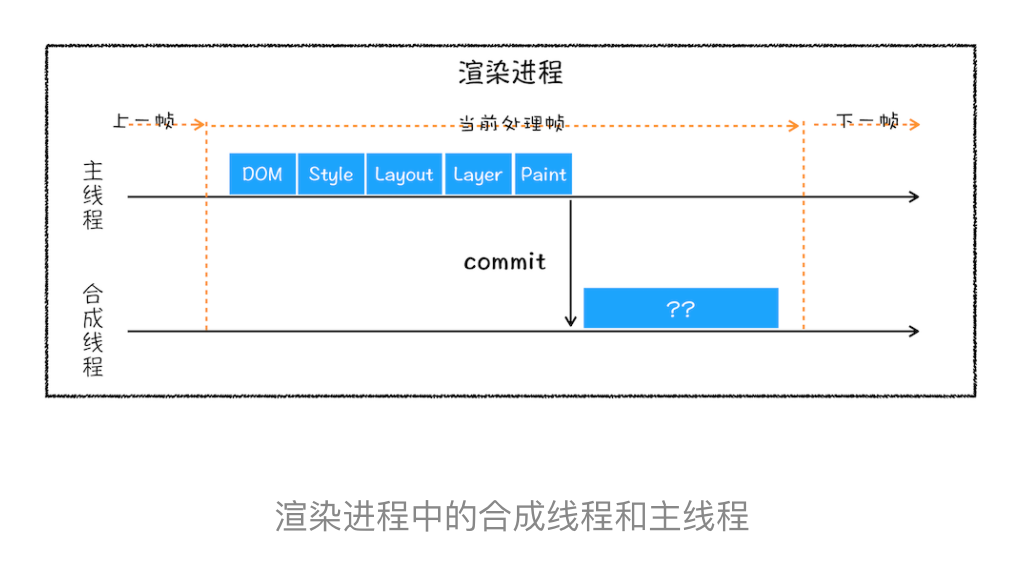 渲染进程
上一帧 当前处理帧 下一帧
主线程
DOM Style Layout Layer Paint
commit
合成线程
??
渲染进程中的合成线程和主线程